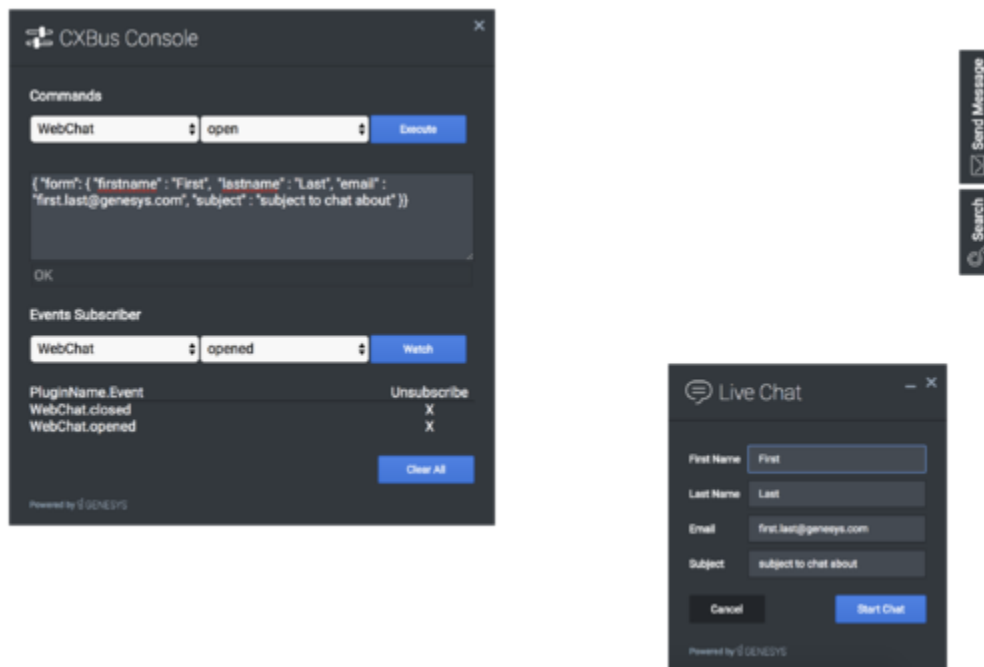 CXBus Console
Commands
WebChat open Execute
{ "form": { "firstname" : "First", "lastname" : "Last", "email" :
"first.last@genesys.com", "subject" : "subject to chat about" }}
OK
Events Subscriber
WebChat opened Watch
PluginName.Event Unsubscribe
WebChat.closed X
WebChat.opened X
Clear All
Powered by GENESYS
Send Message
Search
Live Chat
First Name First
Last Name Last
Email first.last@genesys.com
Subject subject to chat about
Cancel Start Chat
Powered by GENESYS